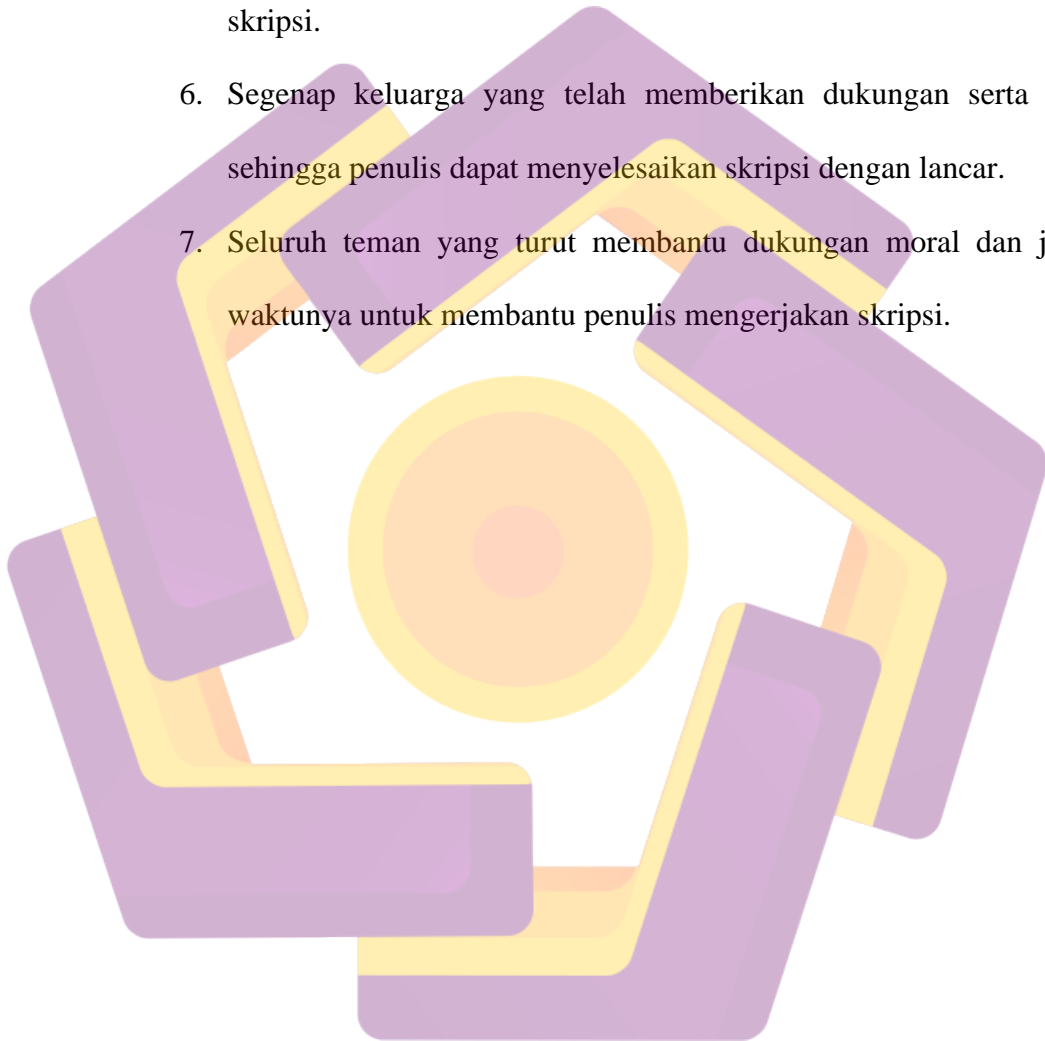 skripsi.
6. Segenap keluarga yang telah memberikan dukungan serta
sehingga penulis dapat menyelesaikan skripsi dengan lancar.
7. Seluruh teman yang turut membantu dukungan moral dan
waktunya untuk membantu penulis mengerjakan skripsi.